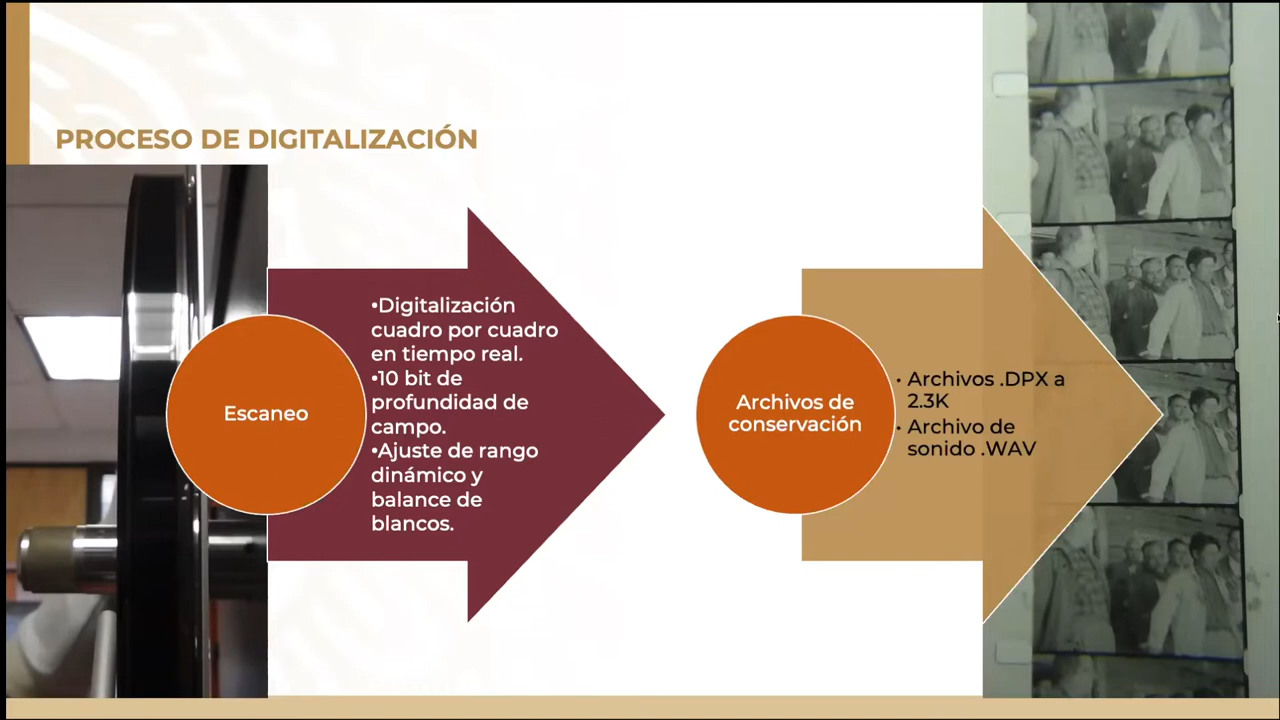 PROCESO DE DIGITALIZACIÓN
Escaneo
•Digitalización
cuadro por cuadro
en tiempo real.
•10 bit de
profundidad de
campo.
•Ajuste de rango
dinámico y
balance de
blancos.
Archivos de
conservación
• Archivos .DPX a
2.3K
• Archivo de
sonido .WAV